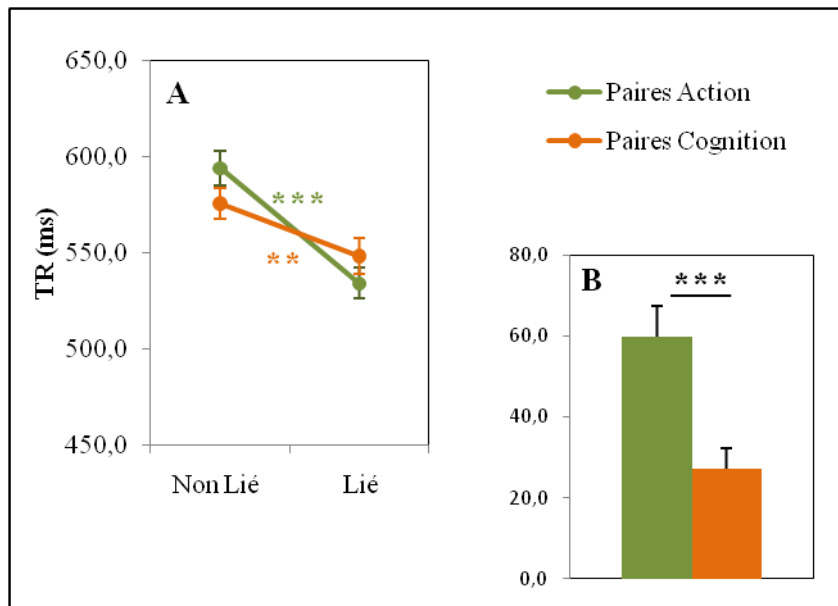 650,0
A
Paires Action
Paires Cognition
600,0
***
TR (ms)
550,0
**
80,0
B
***
500,0
60,0
40,0
450,0
Non Lié
Lié
20,0
0,0